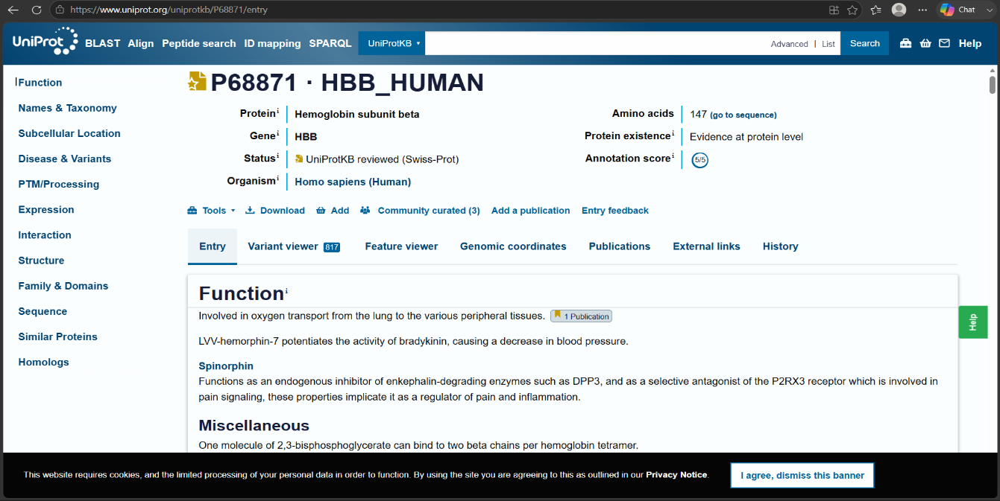 https://www.uniprot.org/uniprotkb/P68871/entry
Chat
UniProt BLAST Align Peptide search ID mapping SPARQL UniProtKB Advanced | List Search Help
Function
Names & Taxonomy
Subcellular Location
Disease & Variants
PTM/Processing
Expression
Interaction
Structure
Family & Domains
Sequence
Similar Proteins
Homologs
P68871 · HBB_HUMAN
Proteinⁱ Hemoglobin subunit beta
Geneⁱ HBB
Statusⁱ UniProtKB reviewed (Swiss-Prot)
Organismⁱ Homo sapiens (Human)
Amino acids 147 (go to sequence)
Protein existenceⁱ Evidence at protein level
Annotation scoreⁱ 5/5
Tools Download Add Community curated (3) Add a publication Entry feedback
Entry Variant viewer 817 Feature viewer Genomic coordinates Publications External links History
Functionⁱ
Involved in oxygen transport from the lung to the various peripheral tissues. 1 Publication
LVV-hemorphin-7 potentiates the activity of bradykinin, causing a decrease in blood pressure.
Spinorphin
Functions as an endogenous inhibitor of enkephalin-degrading enzymes such as DPP3, and as a selective antagonist of the P2RX3 receptor which is involved in
pain signaling, these properties implicate it as a regulator of pain and inflammation.
Miscellaneous
One molecule of 2,3-bisphosphoglycerate can bind to two beta chains per hemoglobin tetramer.
Help
This website requires cookies, and the limited processing of your personal data in order to function. By using the site you are agreeing to this as outlined in our Privacy Notice.
I agree, dismiss this banner